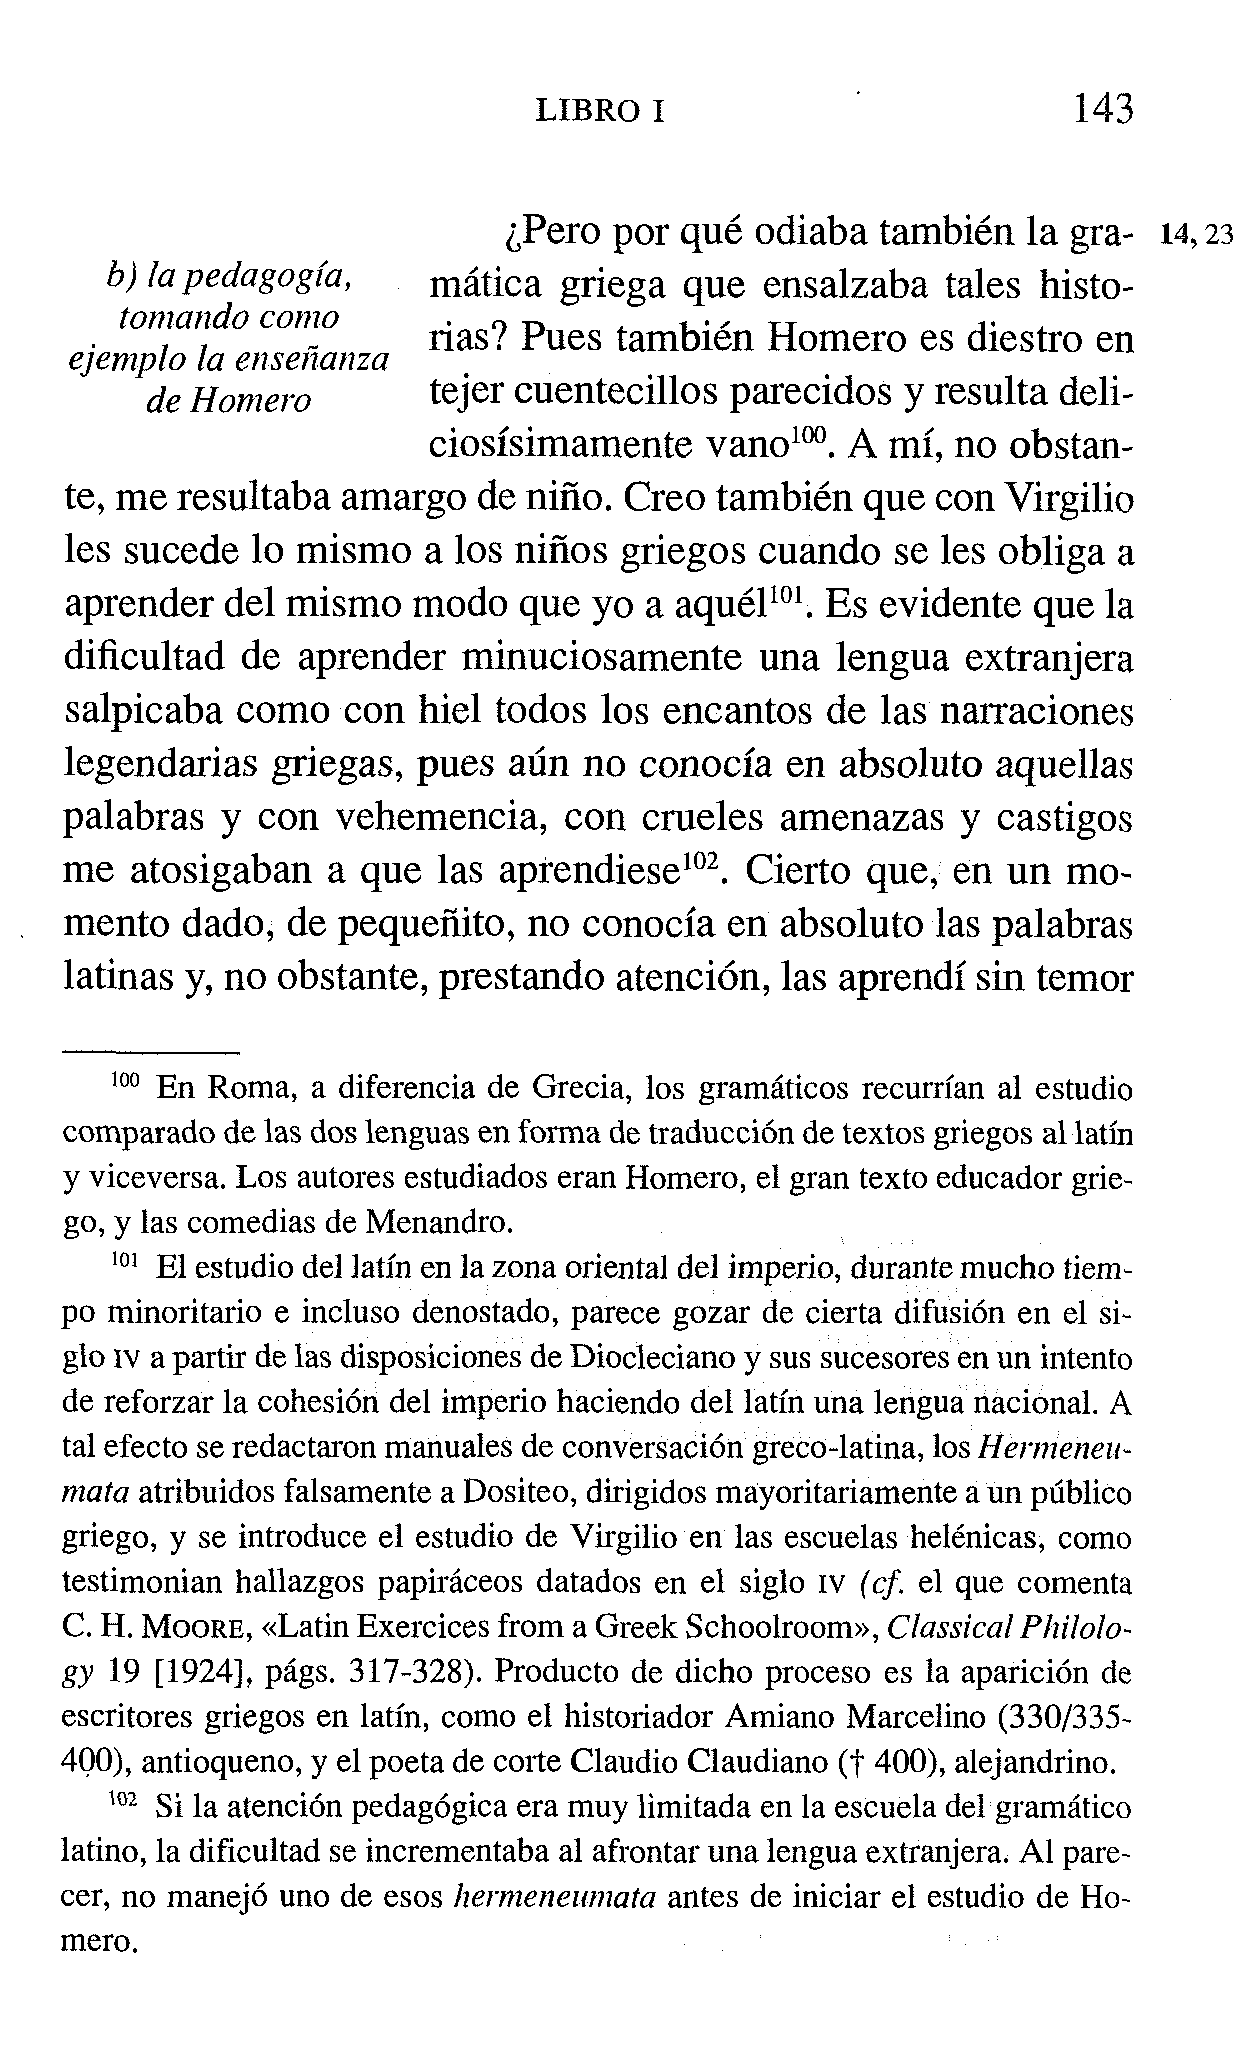 LIBRO I 143
¿Pero por qué odiaba también la gra- 14, 23
b) la pedagogía,
tomando como
ejemplo la enseñanza
de Homero
mática griega que ensalzaba tales histo-
rias? Pues también Homero es diestro en
tejer cuentecillos parecidos y resulta deli-
ciosísimamente vano¹⁰⁰. A mí, no obstan-
te, me resultaba amargo de niño. Creo también que con Virgilio
les sucede lo mismo a los niños griegos cuando se les obliga a
aprender del mismo modo que yo a aquél¹⁰¹. Es evidente que la
dificultad de aprender minuciosamente una lengua extranjera
salpicaba como con hiel todos los encantos de las narraciones
legendarias griegas, pues aún no conocía en absoluto aquellas
palabras y con vehemencia, con crueles amenazas y castigos
me atosigaban a que las aprendiese¹⁰². Cierto que, en un mo-
mento dado, de pequeñito, no conocía en absoluto las palabras
latinas y, no obstante, prestando atención, las aprendí sin temor
¹⁰⁰ En Roma, a diferencia de Grecia, los gramáticos recurrían al estudio
comparado de las dos lenguas en forma de traducción de textos griegos al latín
y viceversa. Los autores estudiados eran Homero, el gran texto educador grie-
go, y las comedias de Menandro.
¹⁰¹ El estudio del latín en la zona oriental del imperio, durante mucho tiem-
po minoritario e incluso denostado, parece gozar de cierta difusión en el si-
glo IV a partir de las disposiciones de Diocleciano y sus sucesores en un intento
de reforzar la cohesión del imperio haciendo del latín una lengua nacional. A
tal efecto se redactaron manuales de conversación greco-latina, los Hermeneu-
mata atribuidos falsamente a Dositeo, dirigidos mayoritariamente a un público
griego, y se introduce el estudio de Virgilio en las escuelas helénicas, como
testimonian hallazgos papiráceos datados en el siglo IV (cf. el que comenta
C. H. MOORE, «Latin Exercices from a Greek Schoolroom», Classical Philolo-
gy 19 [1924], págs. 317-328). Producto de dicho proceso es la aparición de
escritores griegos en latín, como el historiador Amiano Marcelino (330/335-
400), antioqueno, y el poeta de corte Claudio Claudiano († 400), alejandrino.
¹⁰² Si la atención pedagógica era muy limitada en la escuela del gramático
latino, la dificultad se incrementaba al afrontar una lengua extranjera. Al pare-
cer, no manejó uno de esos hermeneumata antes de iniciar el estudio de Ho-
mero.